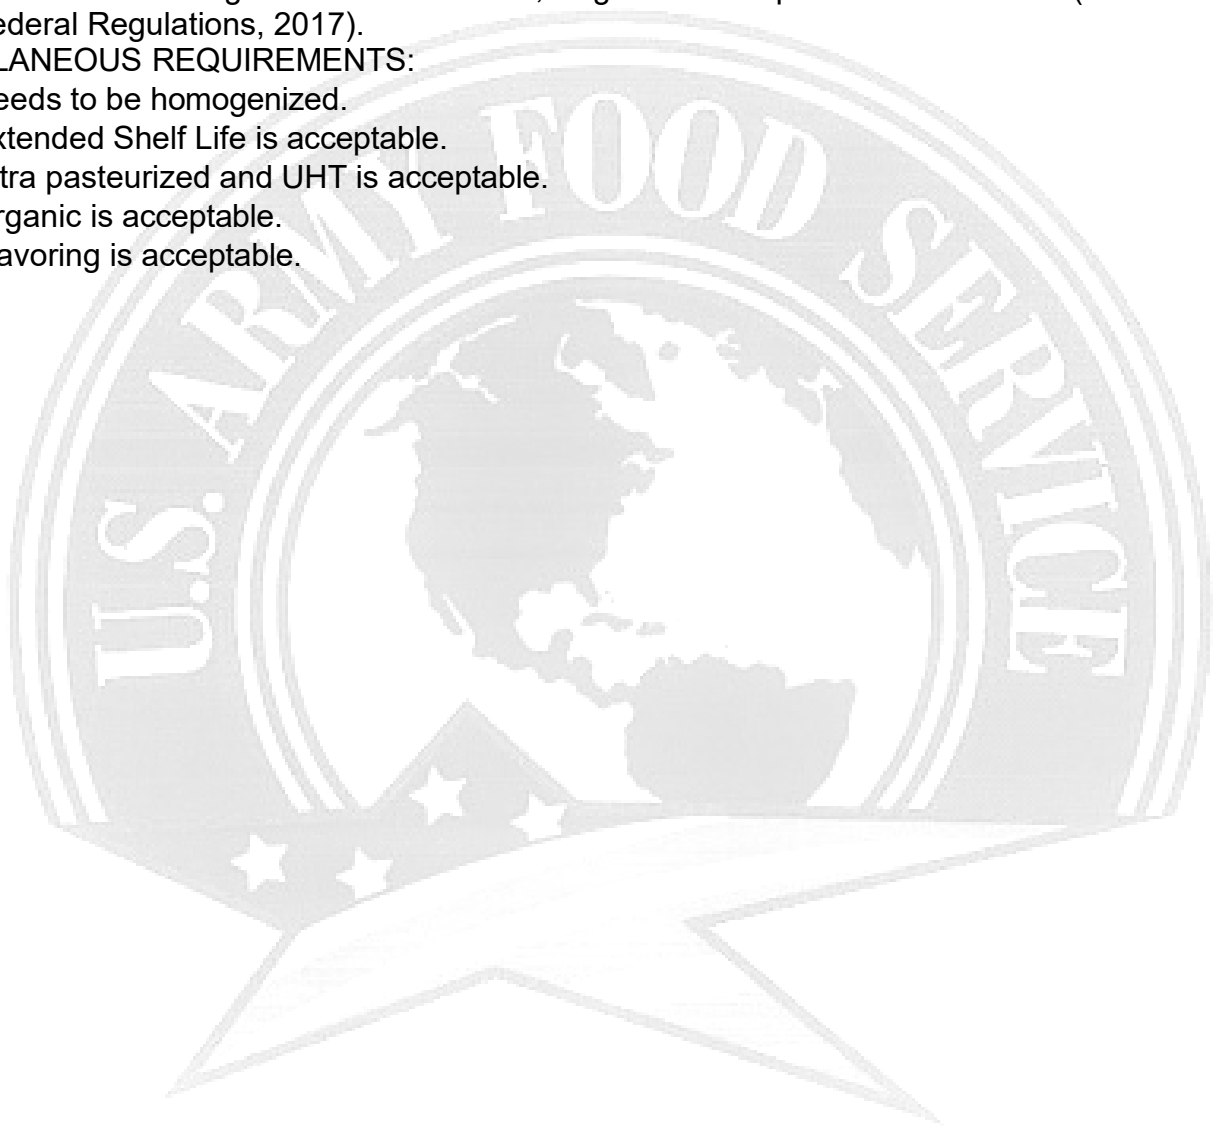 ederal Regulations, 2017).
LANEOUS REQUIREMENTS:
eeds to be homogenized.
xtended Shelf Life is acceptable.
tra pasteurized and UHT is acceptable.
rganic is acceptable.
avoring is acceptable.
U.S. ARMY FOOD SERVICE